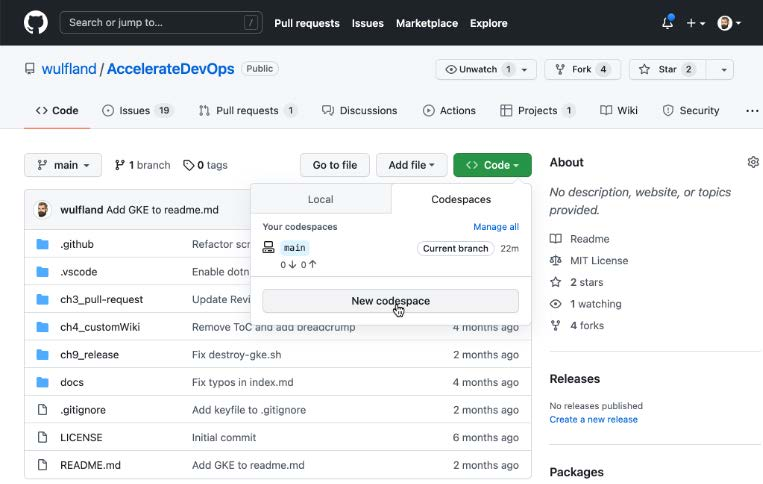 Search or jump to... /
Pull requests Issues Marketplace Explore
wulfland / AccelerateDevOps Public
Unwatch 1 Fork 4 Star 2
Code Issues 19 Pull requests 1 Discussions Actions Projects 1 Wiki Security ...
main 1 branch 0 tags Go to file Add file Code
Local Codespaces
Your codespaces Manage all
main Current branch 22m
0 ↓ 0 ↑
New codespace
wulfland Add GKE to readme.md
.github Refactor scr
.vscode Enable dotn
ch3_pull-request Update Revi
ch4_customWiki Remove ToC and add breadcrump 4 months ago
ch9_release Fix destroy-gke.sh 2 months ago
docs Fix typos in index.md 4 months ago
.gitignore Add keyfile to .gitignore 2 months ago
LICENSE Initial commit 6 months ago
README.md Add GKE to readme.md 2 months ago
About
No description, website, or topics
provided.
Readme
MIT License
2 stars
1 watching
4 forks
Releases
No releases published
Create a new release
Packages